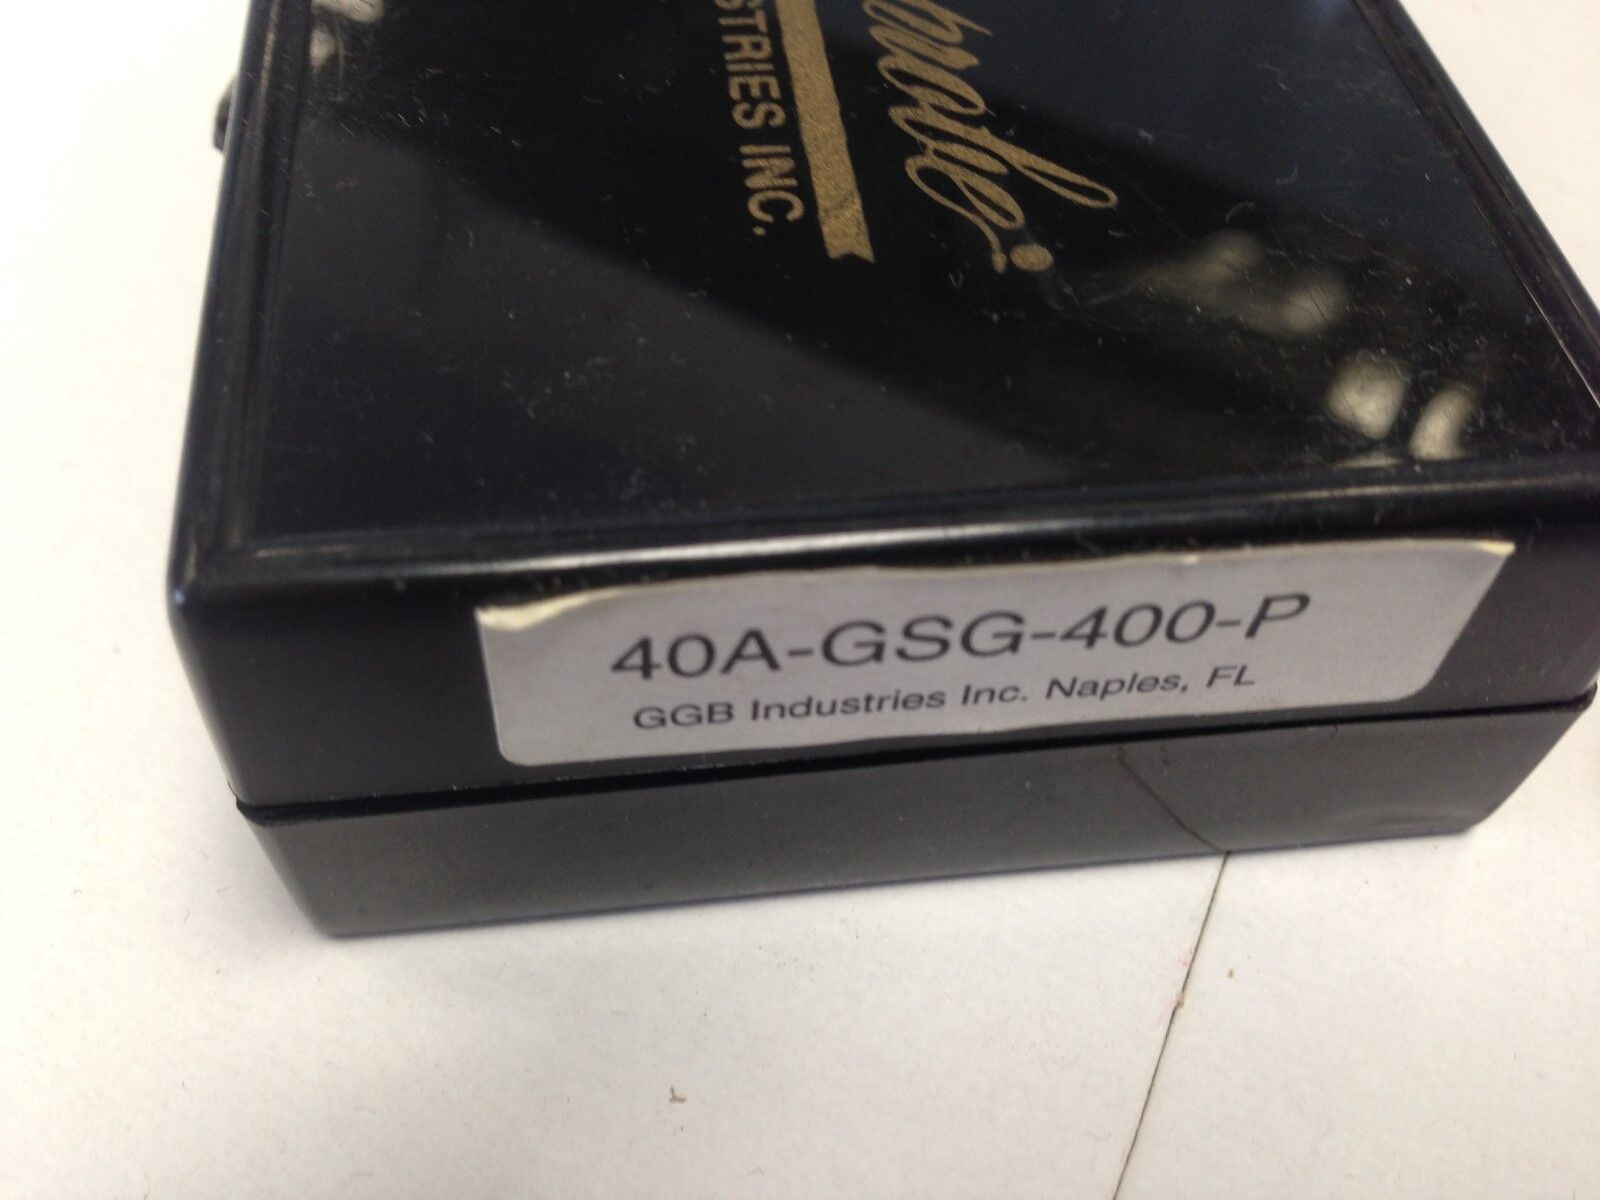 STRIES INC.
40A-GSG-400-P
GGB Industries Inc. Naples, FL